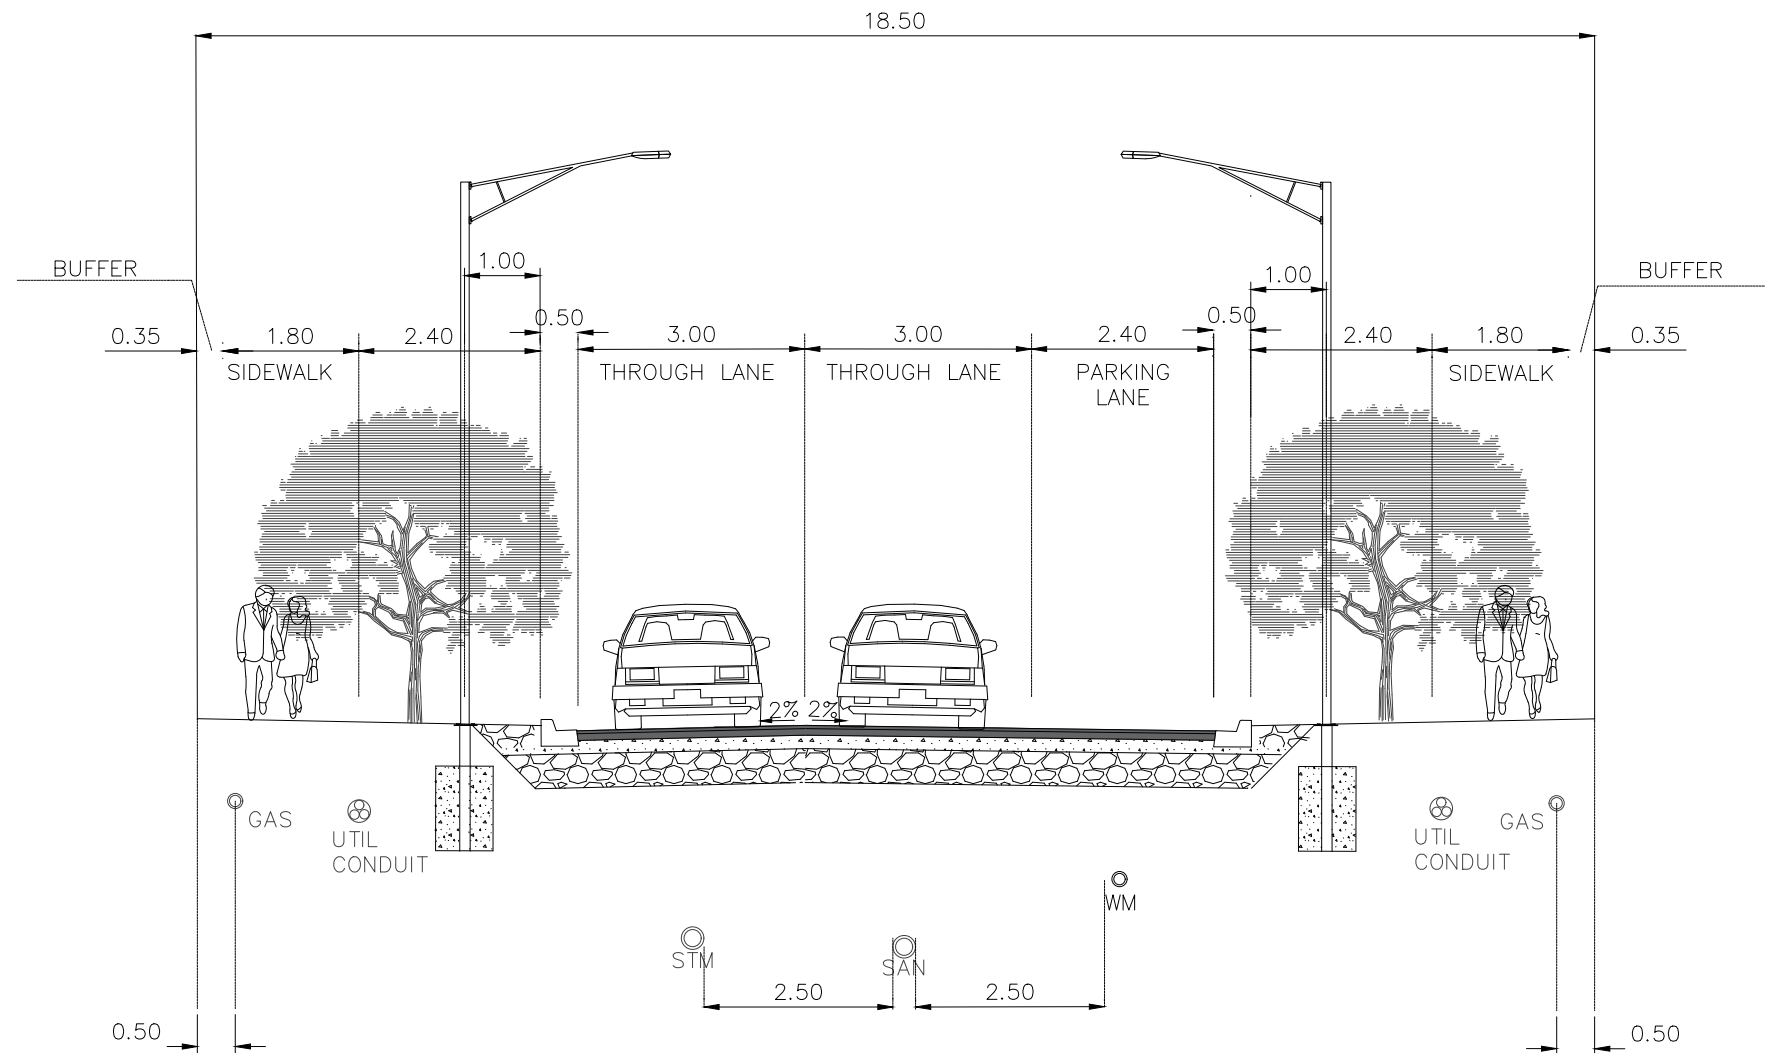 18.50
BUFFER
BUFFER
1.00
1.00
0.50
0.50
0.35
1.80
2.40
3.00
3.00
2.40
2.40
1.80
0.35
SIDEWALK
THROUGH LANE
THROUGH LANE
PARKING
LANE
SIDEWALK
2%
2%
GAS
UTIL
CONDUIT
UTIL
CONDUIT
GAS
WM
STM
SAN
2.50
2.50
0.50
0.50